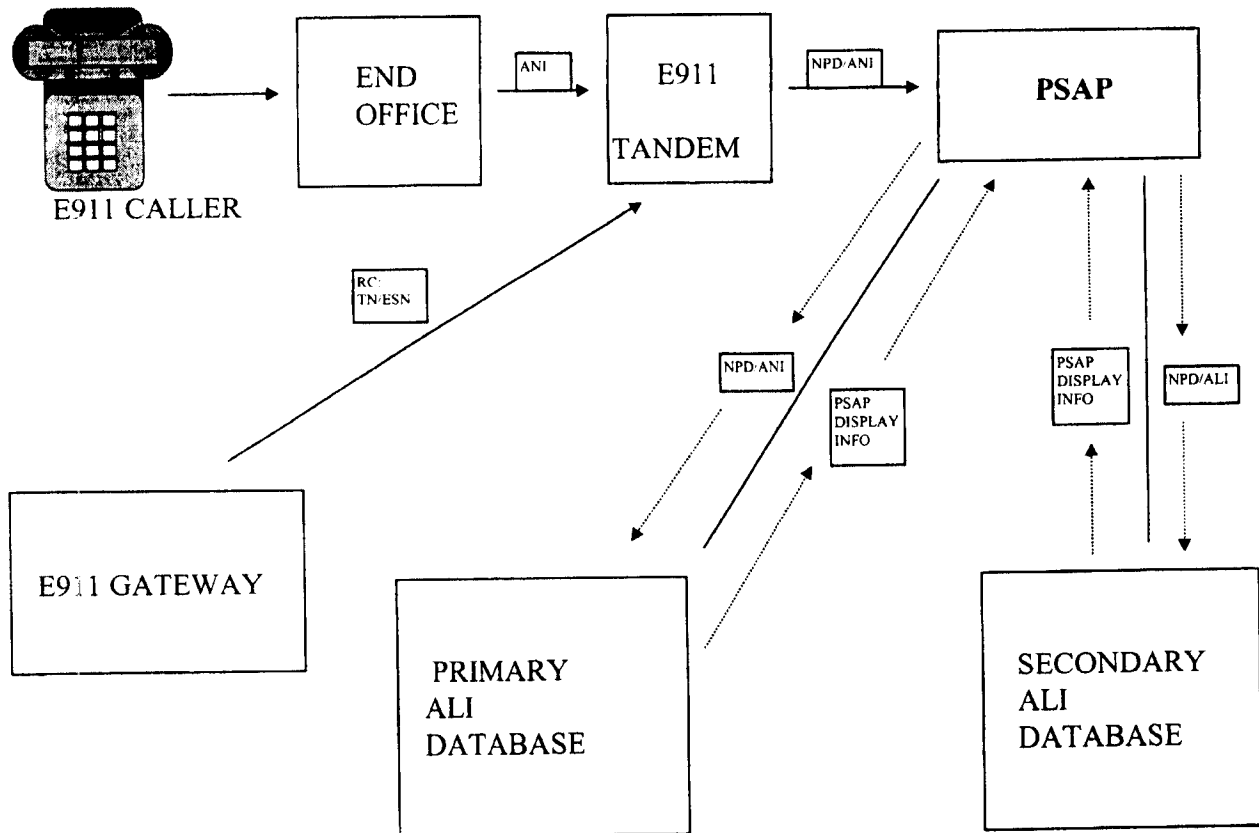 END
OFFICE
ANI
E911
TANDEM
NPD/ANI
PSAP
E911 CALLER
RC:
TN/ESN
NPD/ANI
PSAP
DISPLAY
INFO
PSAP
DISPLAY
INFO
NPD/ALI
E911 GATEWAY
PRIMARY
ALI
DATABASE
SECONDARY
ALI
DATABASE